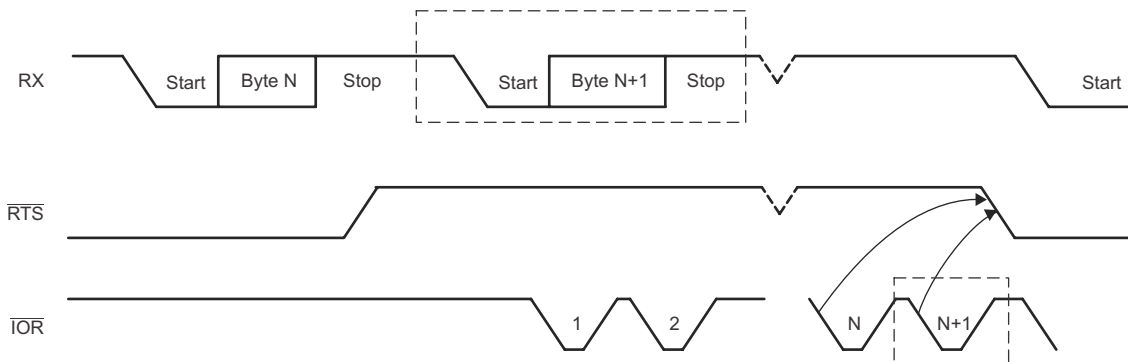 RX
Start
Byte N
Stop
Start
Byte N+1
Stop
Start
RTS
IOR
1
2
N
N+1